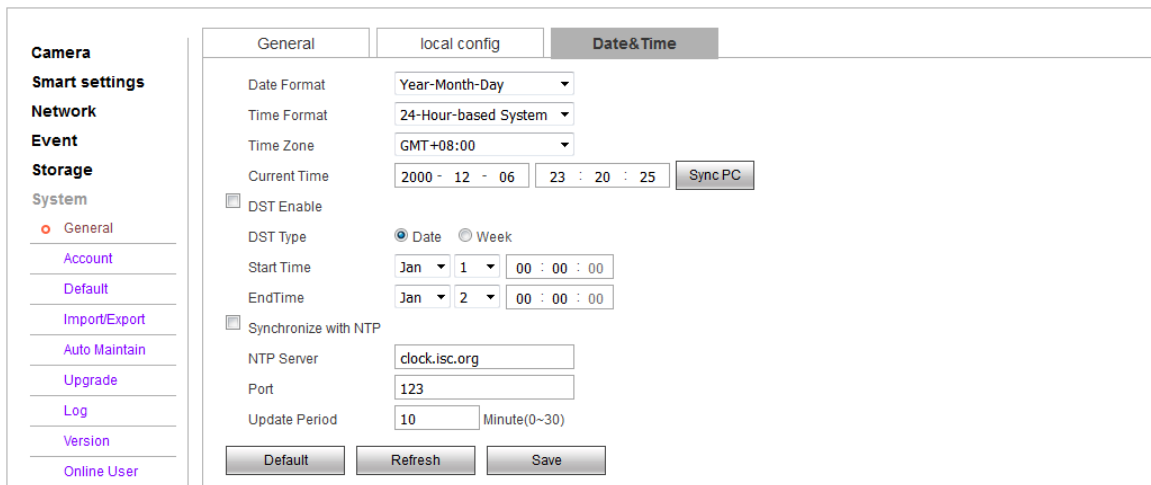 General
local config
Date&Time
Camera
Smart settings
Network
Event
Storage
System
General
Account
Default
Import/Export
Auto Maintain
Upgrade
Log
Version
Online User
Date Format Year-Month-Day
Time Format 24-Hour-based System
Time Zone GMT+08:00
Current Time 2000 - 12 - 06 23 : 20 : 25 Sync PC
DST Enable
DST Type Date Week
Start Time Jan 1 00 : 00 : 00
EndTime Jan 2 00 : 00 : 00
Synchronize with NTP
NTP Server clock.isc.org
Port 123
Update Period 10 Minute(0~30)
Default Refresh Save